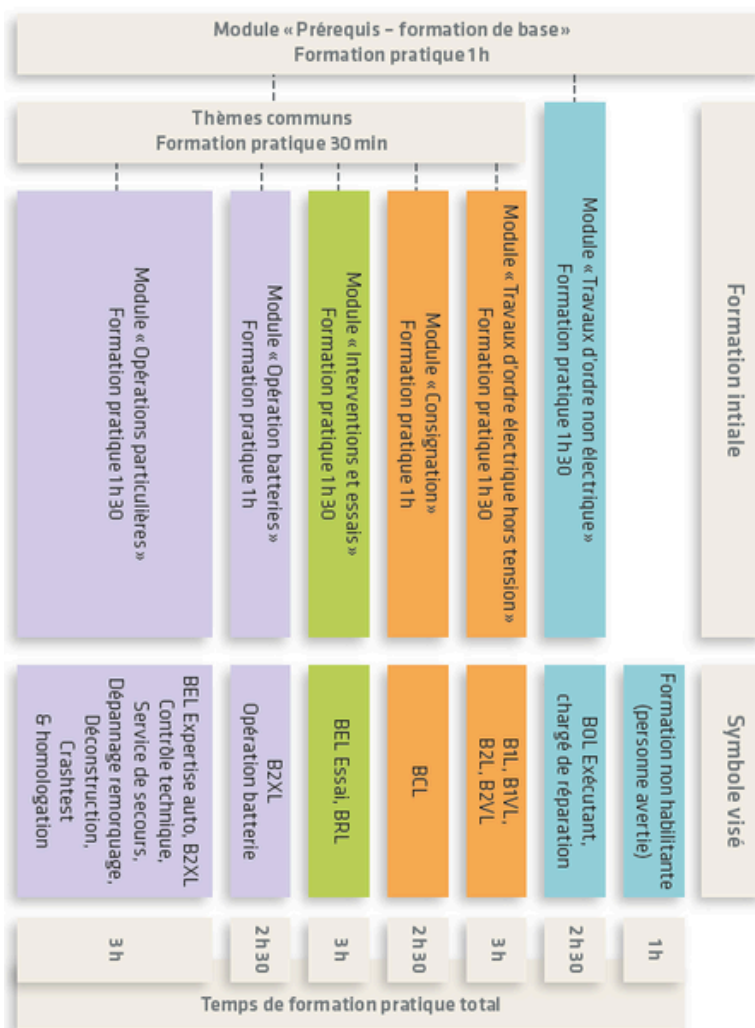 Module « Prérequis – formation de base»
Formation pratique 1 h
Thèmes communs
Formation pratique 30 min
Formation intiale
Symbole visé
Formation non habilitante
(personne avertie)
1 h
Module « Travaux d'ordre non électrique »
Formation pratique 1 h 30
B0L Exécutant,
chargé de réparation
2 h 30
Module « Travaux d'ordre électrique hors tension »
Formation pratique 1 h 30
B1L, B1VL,
B2L, B2VL
3 h
Module « Consignation»
Formation pratique 1 h
BCL
2 h 30
Module « Interventions et essais »
Formation pratique 1 h 30
BEL Essai, BRL
3 h
Module « Opération batteries »
Formation pratique 1h
B2XL
Opération batterie
2 h 30
Module « Opérations particulières »
Formation pratique 1 h 30
BEL Expertise auto, B2XL
Contrôle technique,
Service de secours,
Dépannage remorquage,
Déconstruction,
Crashtest
& homologation
3 h
Temps de formation pratique total